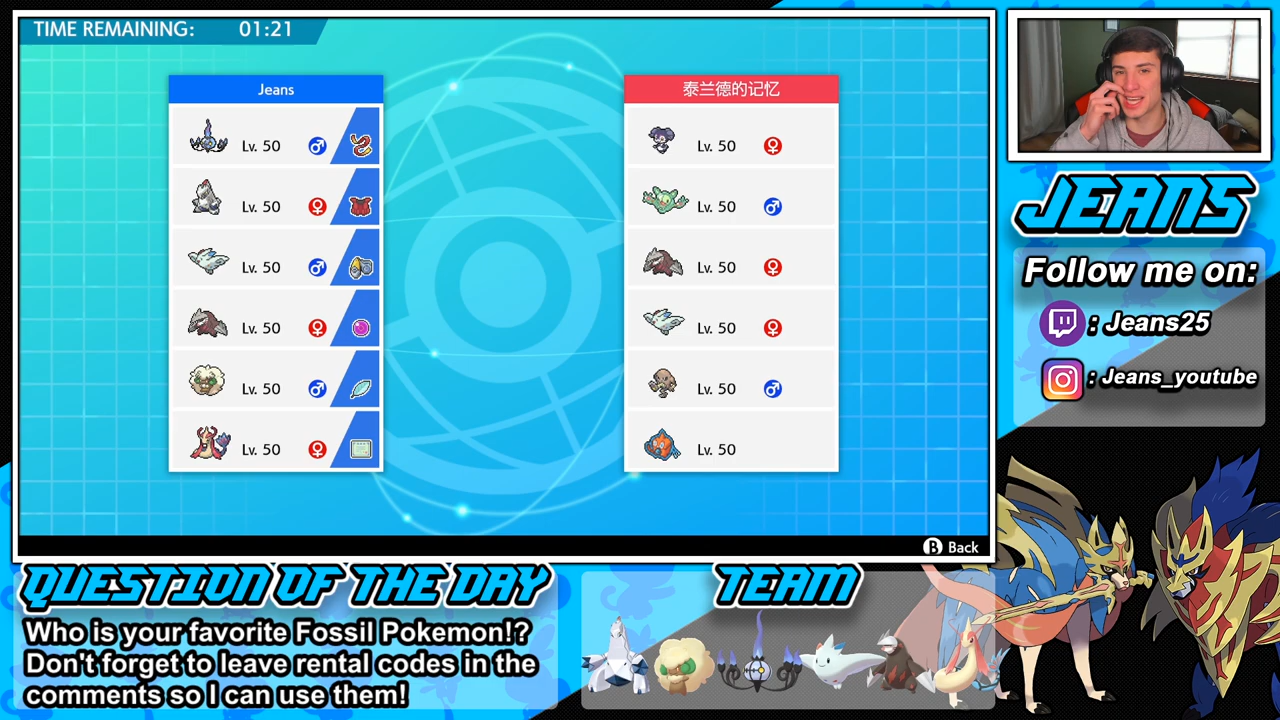 TIME REMAINING: 01:21
Jeans
Lv. 50
Lv. 50
Lv. 50
Lv. 50
Lv. 50
Lv. 50
泰兰德的记忆
Lv. 50
Lv. 50
Lv. 50
Lv. 50
Lv. 50
Lv. 50
B Back
JEANS
Follow me on:
: Jeans25
: Jeans_youtube
QUESTION OF THE DAY
Who is your favorite Fossil Pokemon!?
Don't forget to leave rental codes in the
comments so I can use them!
TEAM